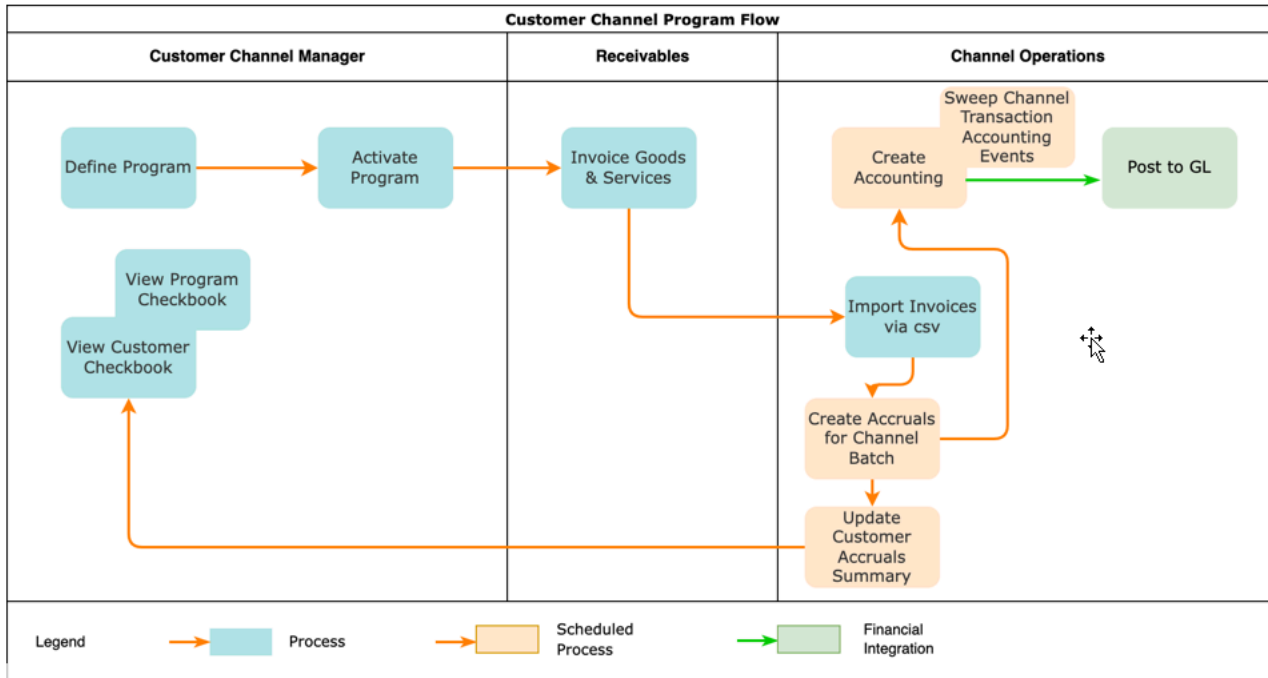 Customer Channel Program Flow
Customer Channel Manager
Receivables
Channel Operations
Define Program
Activate
Program
Invoice Goods
& Services
Create
Accounting
Sweep Channel
Transaction
Accounting
Events
Post to GL
View Program
Checkbook
View Customer
Checkbook
Import Invoices
via csv
Create Accruals
for Channel
Batch
Update
Customer
Accruals
Summary
Legend
Process
Scheduled
Process
Financial
Integration